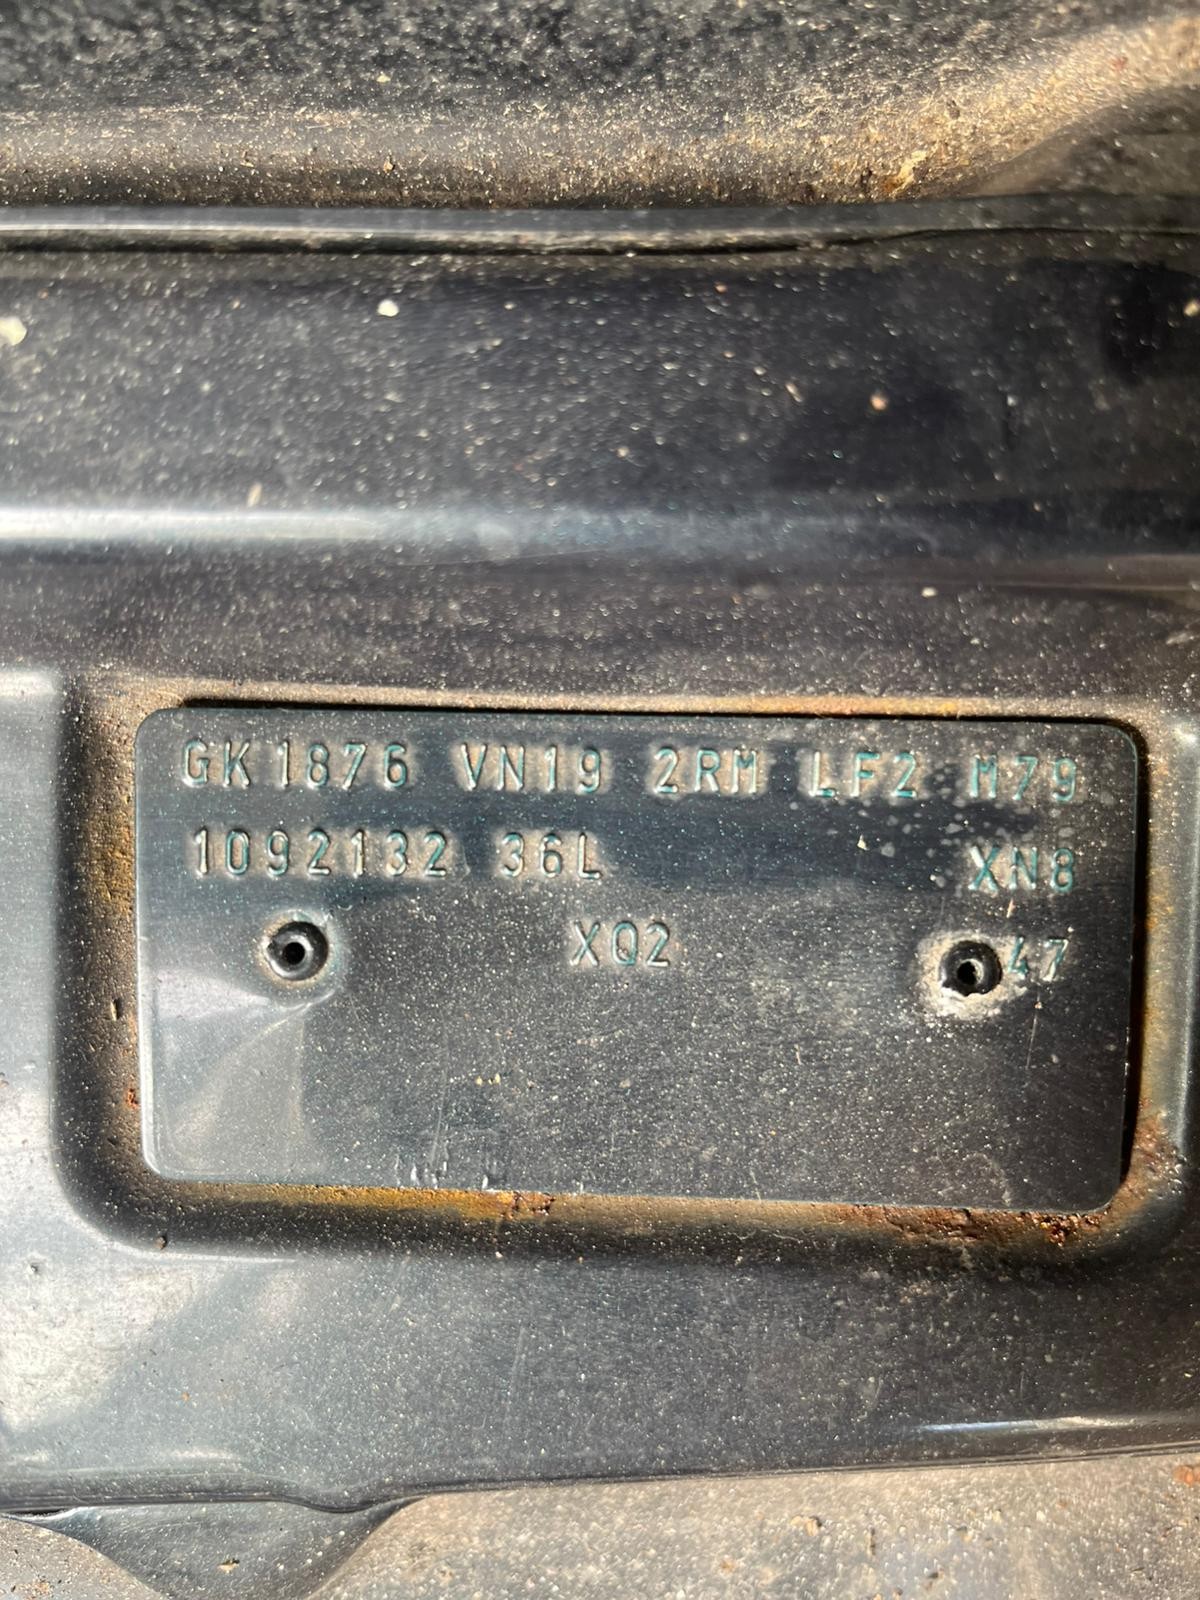 GK1876 VN19 2RM LF2 M79
1092132 36L XN8
XQ2 47